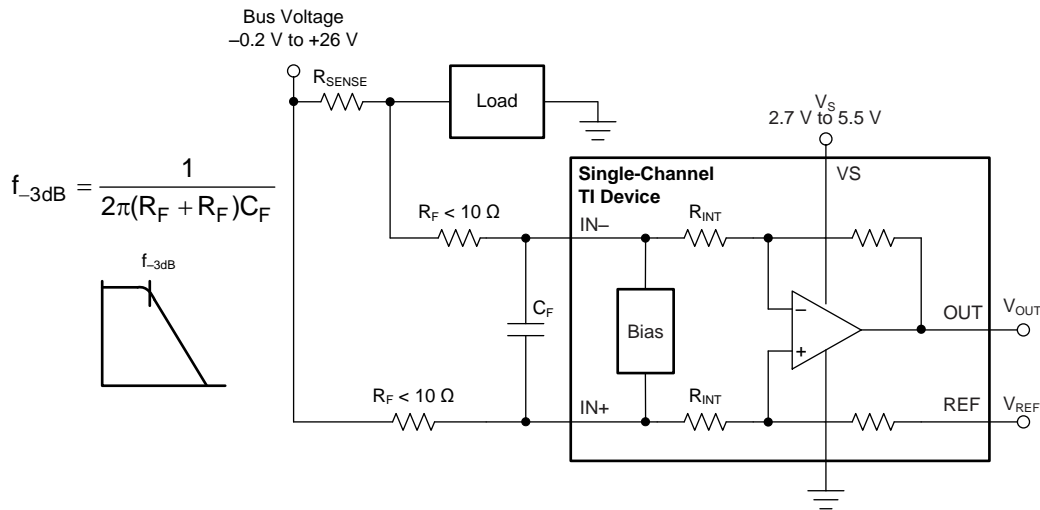 Bus Voltage
–0.2 V to +26 V
R_SENSE
Load
V_S
2.7 V to 5.5 V
f_–3dB = 1 / 2π(R_F + R_F)C_F
Single-Channel
TI Device
VS
R_F < 10 Ω
IN–
R_INT
f_–3dB
C_F
Bias
–
+
OUT
V_OUT
R_F < 10 Ω
IN+
R_INT
REF
V_REF